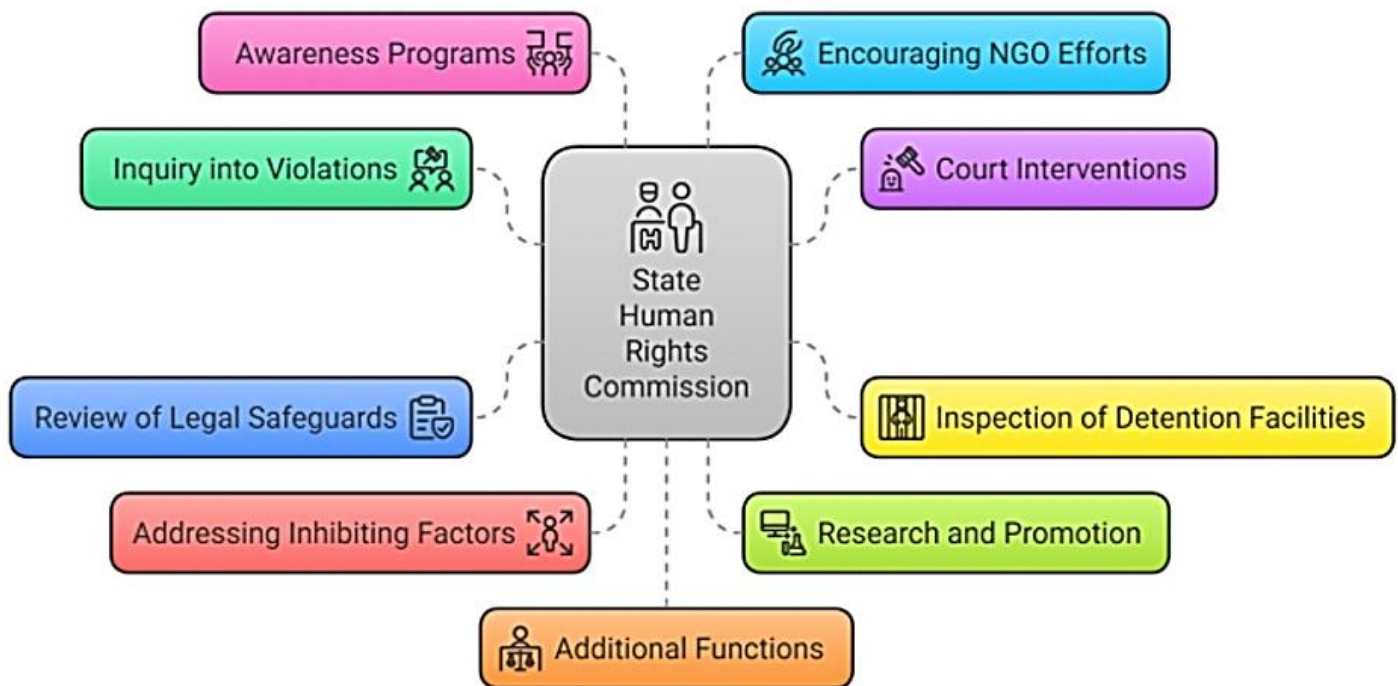 Awareness Programs
Encouraging NGO Efforts
Inquiry into Violations
Court Interventions
State
Human
Rights
Commission
Review of Legal Safeguards
Inspection of Detention Facilities
Addressing Inhibiting Factors
Research and Promotion
Additional Functions